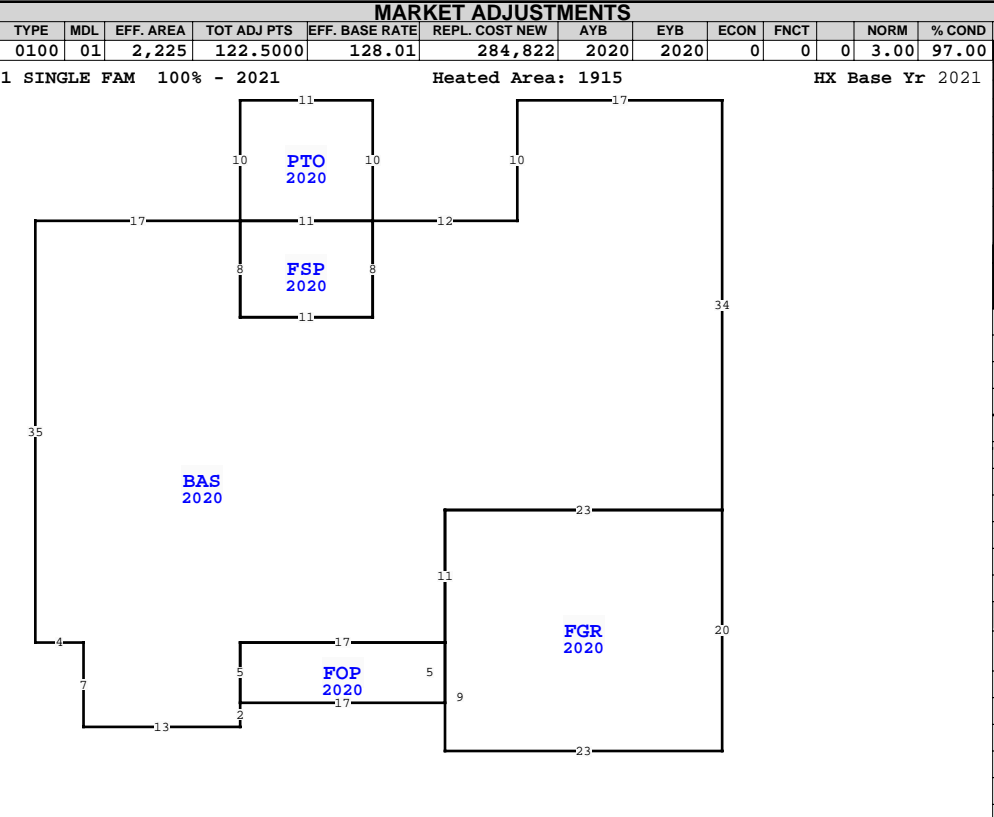 MARKET ADJUSTMENTS
TYPE MDL EFF. AREA TOT ADJ PTS EFF. BASE RATE REPL. COST NEW AYB EYB ECON FNCT NORM % COND
0100 01 2,225 122.5000 128.01 284,822 2020 2020 0 0 0 3.00 97.00
1 SINGLE FAM 100% - 2021 Heated Area: 1915 HX Base Yr 2021
11 17
10 PTO 10 10
2020
17 11 12
8 FSP 8
2020
11
34
35
BAS
2020
23
11
FGR 20
2020
4 17
5 FOP 5
7 2020
9
17
2
13
23